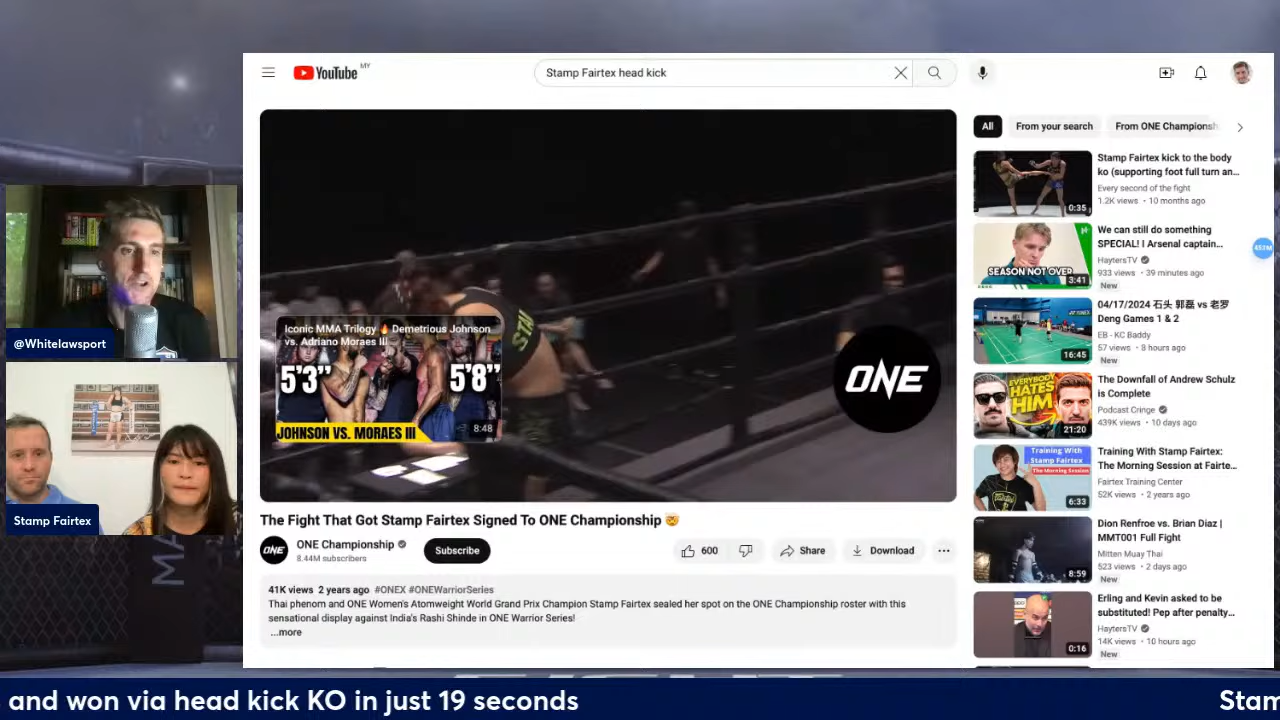 YouTube MY
Stamp Fairtex head kick
Iconic MMA Trilogy 🔥 Demetrious Johnson
vs. Adriano Moraes III
5'3”
5'8”
JOHNSON VS. MORAES III
8:48
ONE
The Fight That Got Stamp Fairtex Signed To ONE Championship 🤯
ONE
ONE Championship
8.44M subscribers
Subscribe
600
Share
Download
41K views 2 years ago #ONEX #ONEWarriorSeries
Thai phenom and ONE Women's Atomweight World Grand Prix Champion Stamp Fairtex sealed her spot on the ONE Championship roster with this
sensational display against India's Rashi Shinde in ONE Warrior Series!
...more
All
From your search
From ONE Championsh
0:35
Stamp Fairtex kick to the body
ko (supporting foot full turn an...
Every second of the fight
1.2K views • 10 months ago
SEASON NOT OVER
3:41
We can still do something
SPECIAL! I Arsenal captain...
HaytersTV
933 views • 39 minutes ago
New
16:45
04/17/2024 石头 郭磊 vs 老罗
Deng Games 1 & 2
EB - KC Baddy
57 views • 8 hours ago
New
EVERYBODY
HATES
HIM
21:20
The Downfall of Andrew Schulz
is Complete
Podcast Cringe
439K views • 10 days ago
Training With
Stamp Fairtex
The Morning Session
6:33
Training With Stamp Fairtex:
The Morning Session at Fairte...
Fairtex Training Center
52K views • 2 years ago
8:59
Dion Renfroe vs. Brian Diaz |
MMT001 Full Fight
Mitten Muay Thai
523 views • 2 days ago
New
0:16
Erling and Kevin asked to be
substituted! Pep after penalty...
HaytersTV
14K views • 10 hours ago
New
@Whitelawsport
Stamp Fairtex
and won via head kick KO in just 19 seconds
Stam